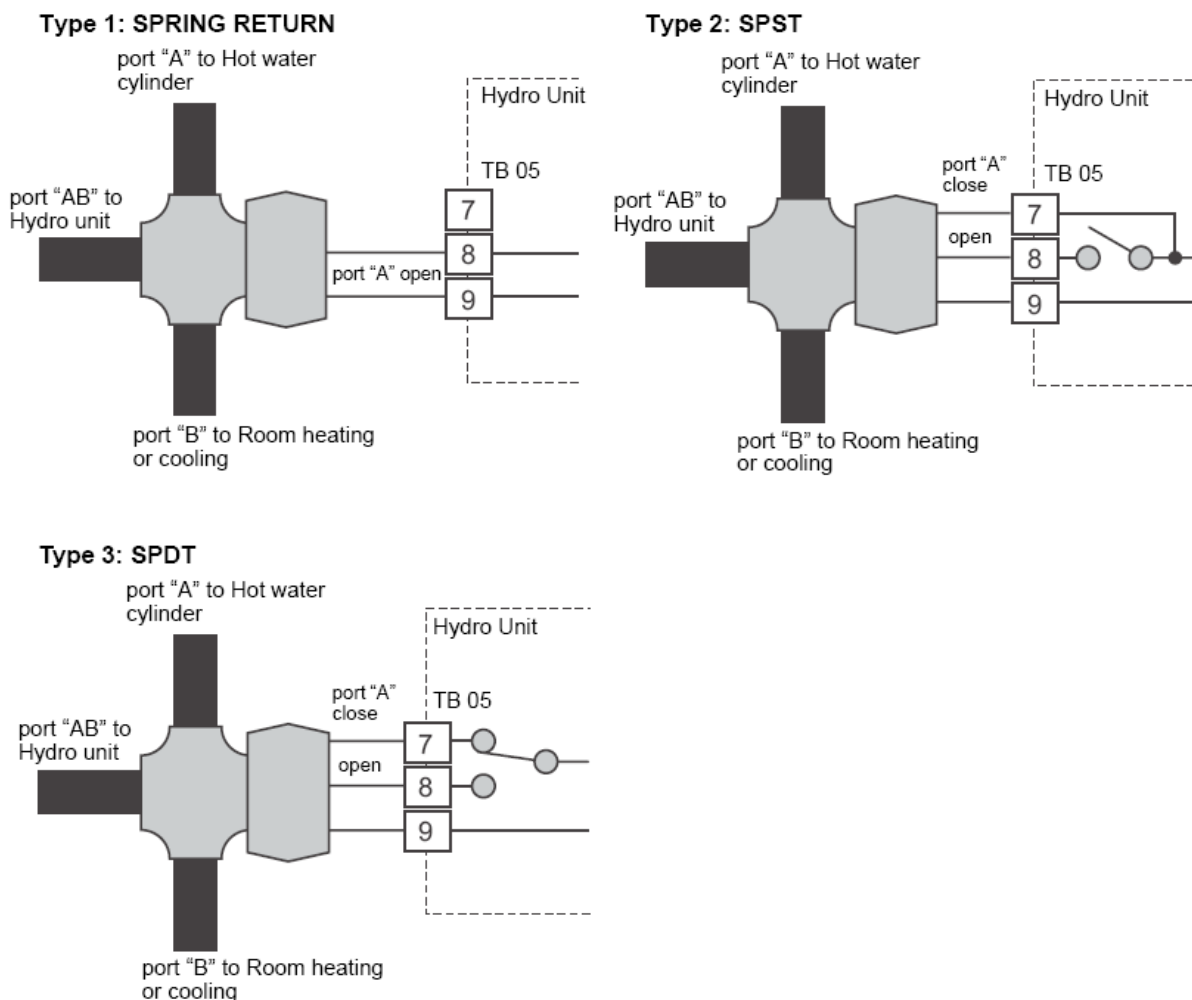 Type 1: SPRING RETURN
port “A” to Hot water
cylinder
Hydro Unit
TB 05
port “AB” to
Hydro unit
7
8
port “A” open
9
port “B” to Room heating
or cooling
Type 2: SPST
port “A” to Hot water
cylinder
Hydro Unit
port “A”
close
TB 05
port “AB” to
Hydro unit
7
open
8
9
port “B” to Room heating
or cooling
Type 3: SPDT
port “A” to Hot water
cylinder
Hydro Unit
port “A”
close
TB 05
port “AB” to
Hydro unit
7
open
8
9
port “B” to Room heating
or cooling